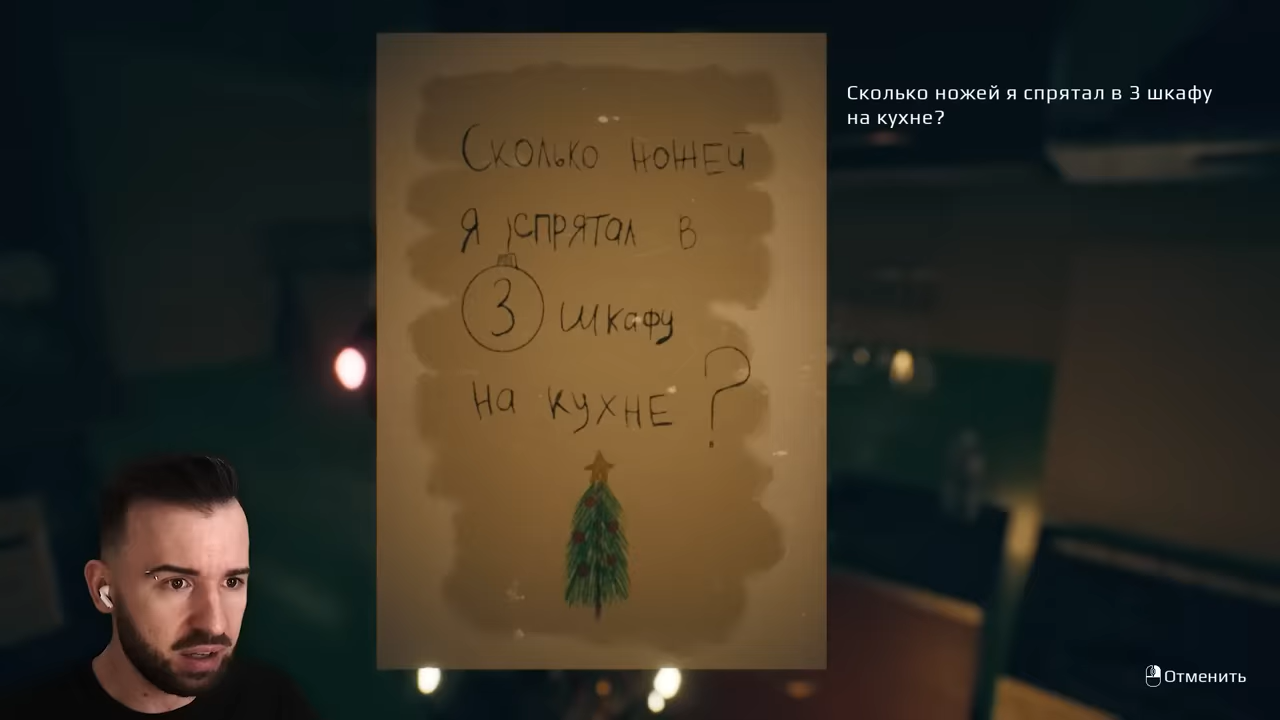 Сколько ножей
я спрятал в
3 шкафу
на кухне?
Сколько ножей я спрятал в 3 шкафу
на кухне?
Отменить